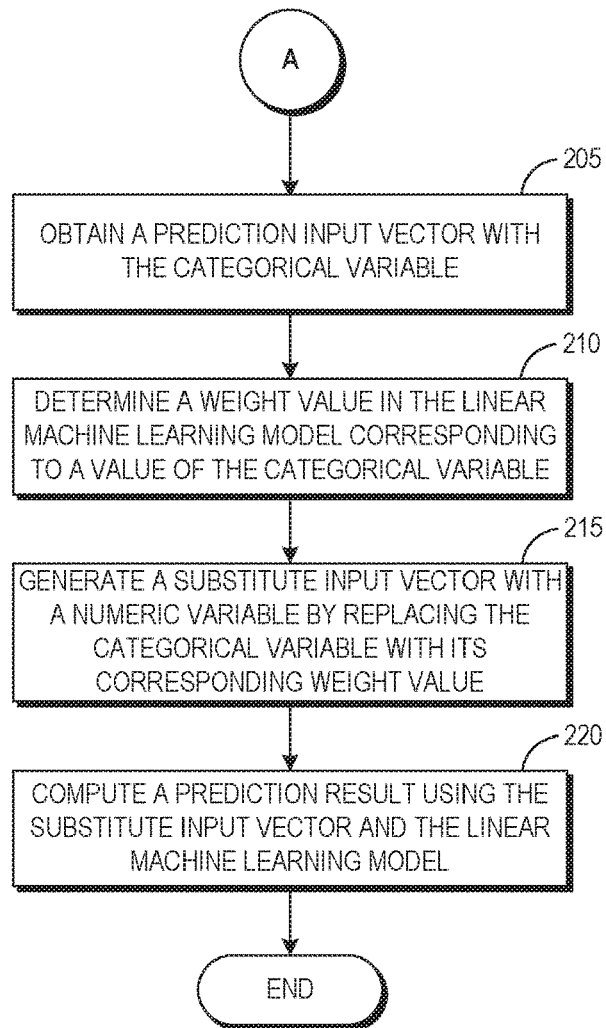 A
205
OBTAIN A PREDICTION INPUT VECTOR WITH
THE CATEGORICAL VARIABLE
210
DETERMINE A WEIGHT VALUE IN THE LINEAR
MACHINE LEARNING MODEL CORRESPONDING
TO A VALUE OF THE CATEGORICAL VARIABLE
215
GENERATE A SUBSTITUTE INPUT VECTOR WITH
A NUMERIC VARIABLE BY REPLACING THE
CATEGORICAL VARIABLE WITH ITS
CORRESPONDING WEIGHT VALUE
220
COMPUTE A PREDICTION RESULT USING THE
SUBSTITUTE INPUT VECTOR AND THE LINEAR
MACHINE LEARNING MODEL
END